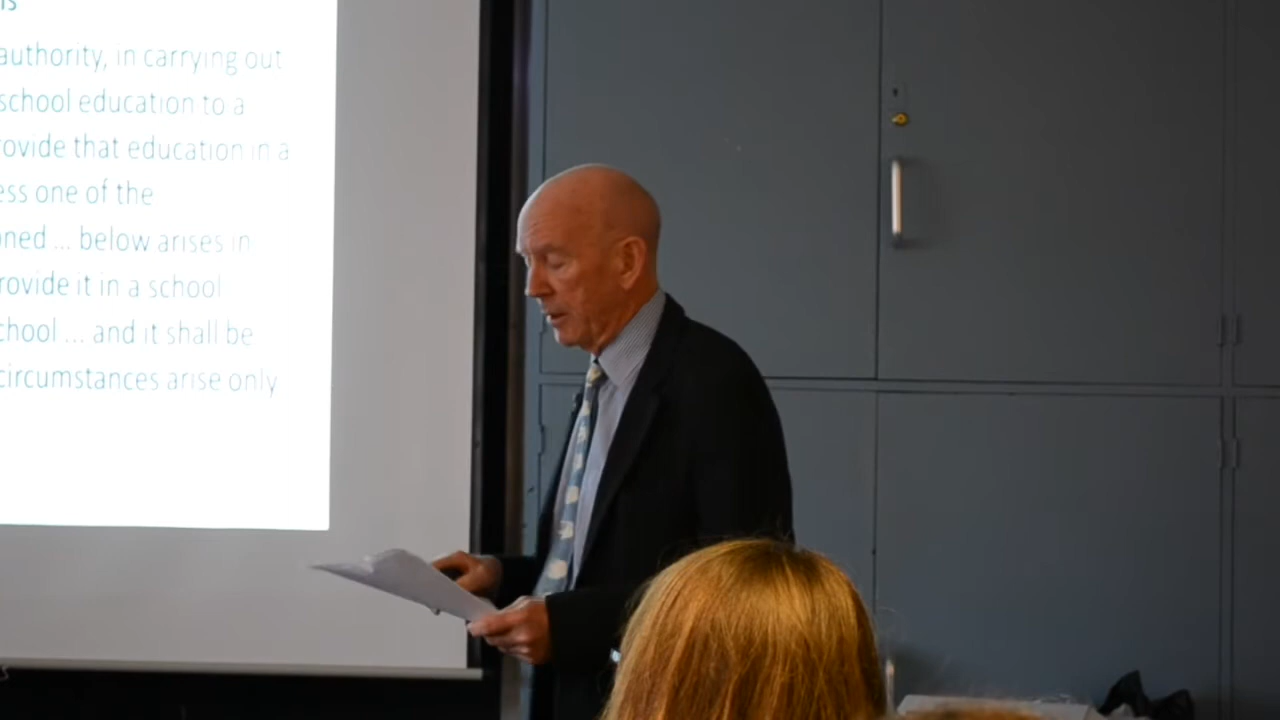 authority, in carrying out
school education to a
rovide that education in a
ess one of the
oned ... below arises in
rovide it in a school
chool ... and it shall be
circumstances arise only